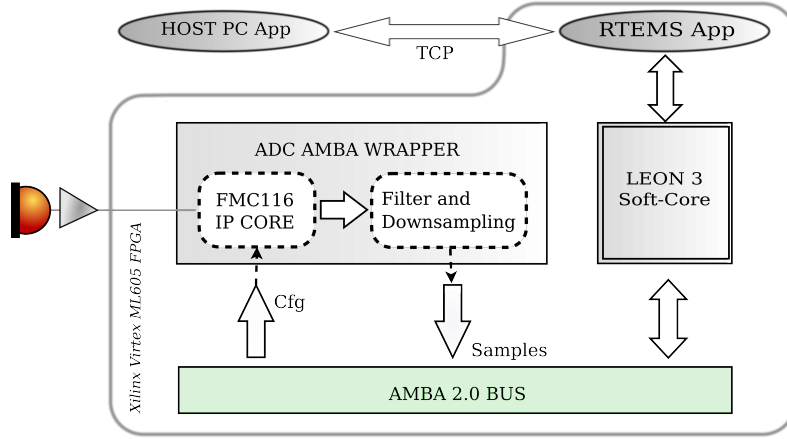 HOST PC App
RTEMS App
TCP
ADC AMBA WRAPPER
FMC116
IP CORE
Filter and
Downsampling
LEON 3
Soft-Core
Xilinx Virtex ML605 FPGA
Cfg
Samples
AMBA 2.0 BUS